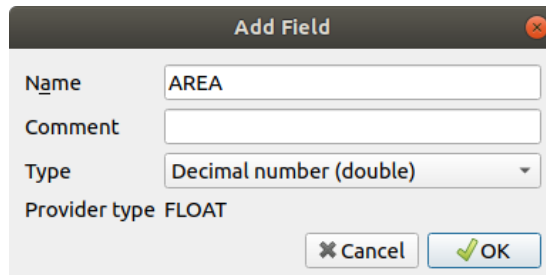 Add Field
Name AREA
Comment
Type Decimal number (double)
Provider type FLOAT
Cancel OK